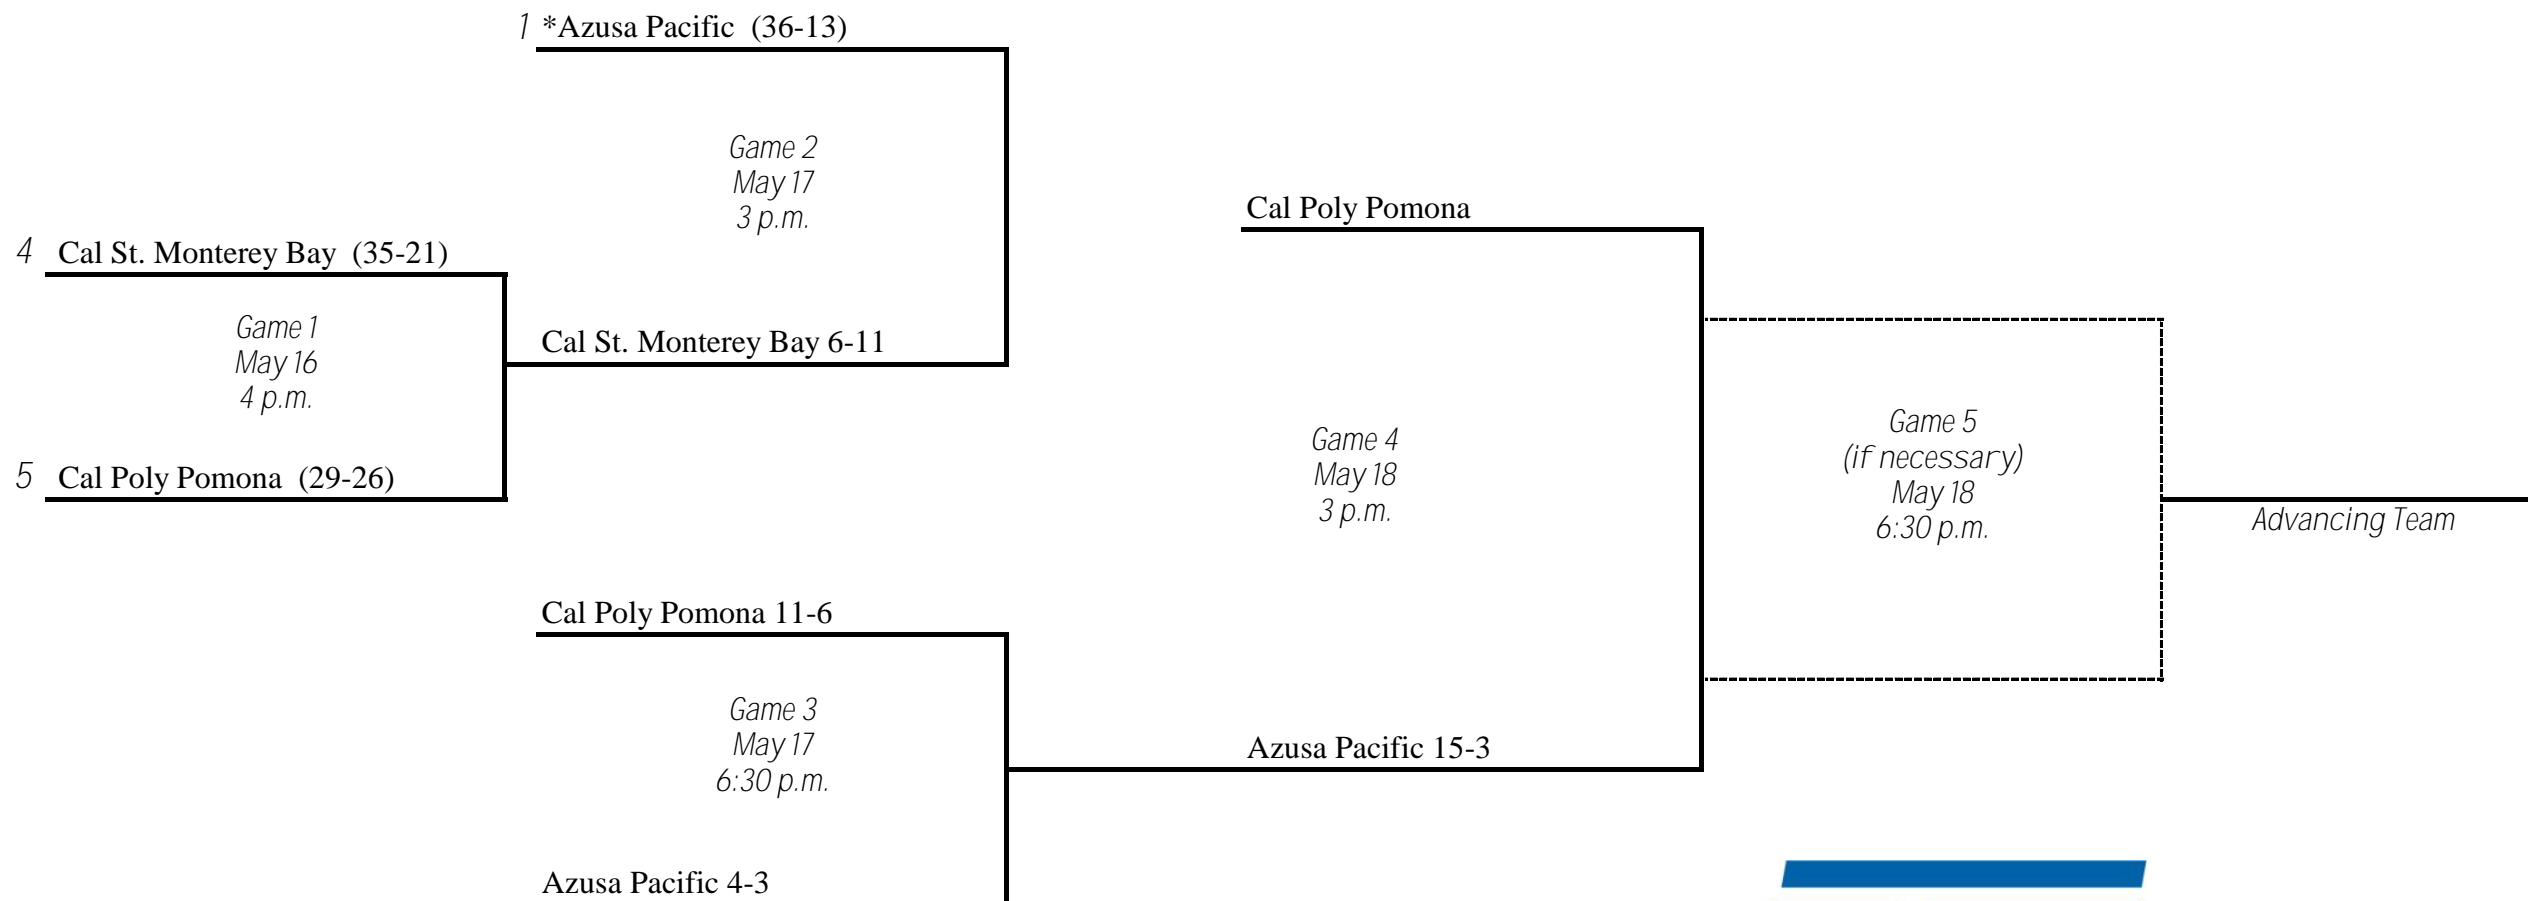 1 *Azusa Pacific (36-13)
Game 2
May 17
3 p.m.
Cal Poly Pomona
4 Cal St. Monterey Bay (35-21)
Game 1
May 16
4 p.m.
Cal St. Monterey Bay 6-11
5 Cal Poly Pomona (29-26)
Game 4
May 18
3 p.m.
Game 5
(if necessary)
May 18
6:30 p.m.
Advancing Team
Cal Poly Pomona 11-6
Game 3
May 17
6:30 p.m.
Azusa Pacific 15-3
Azusa Pacific 4-3